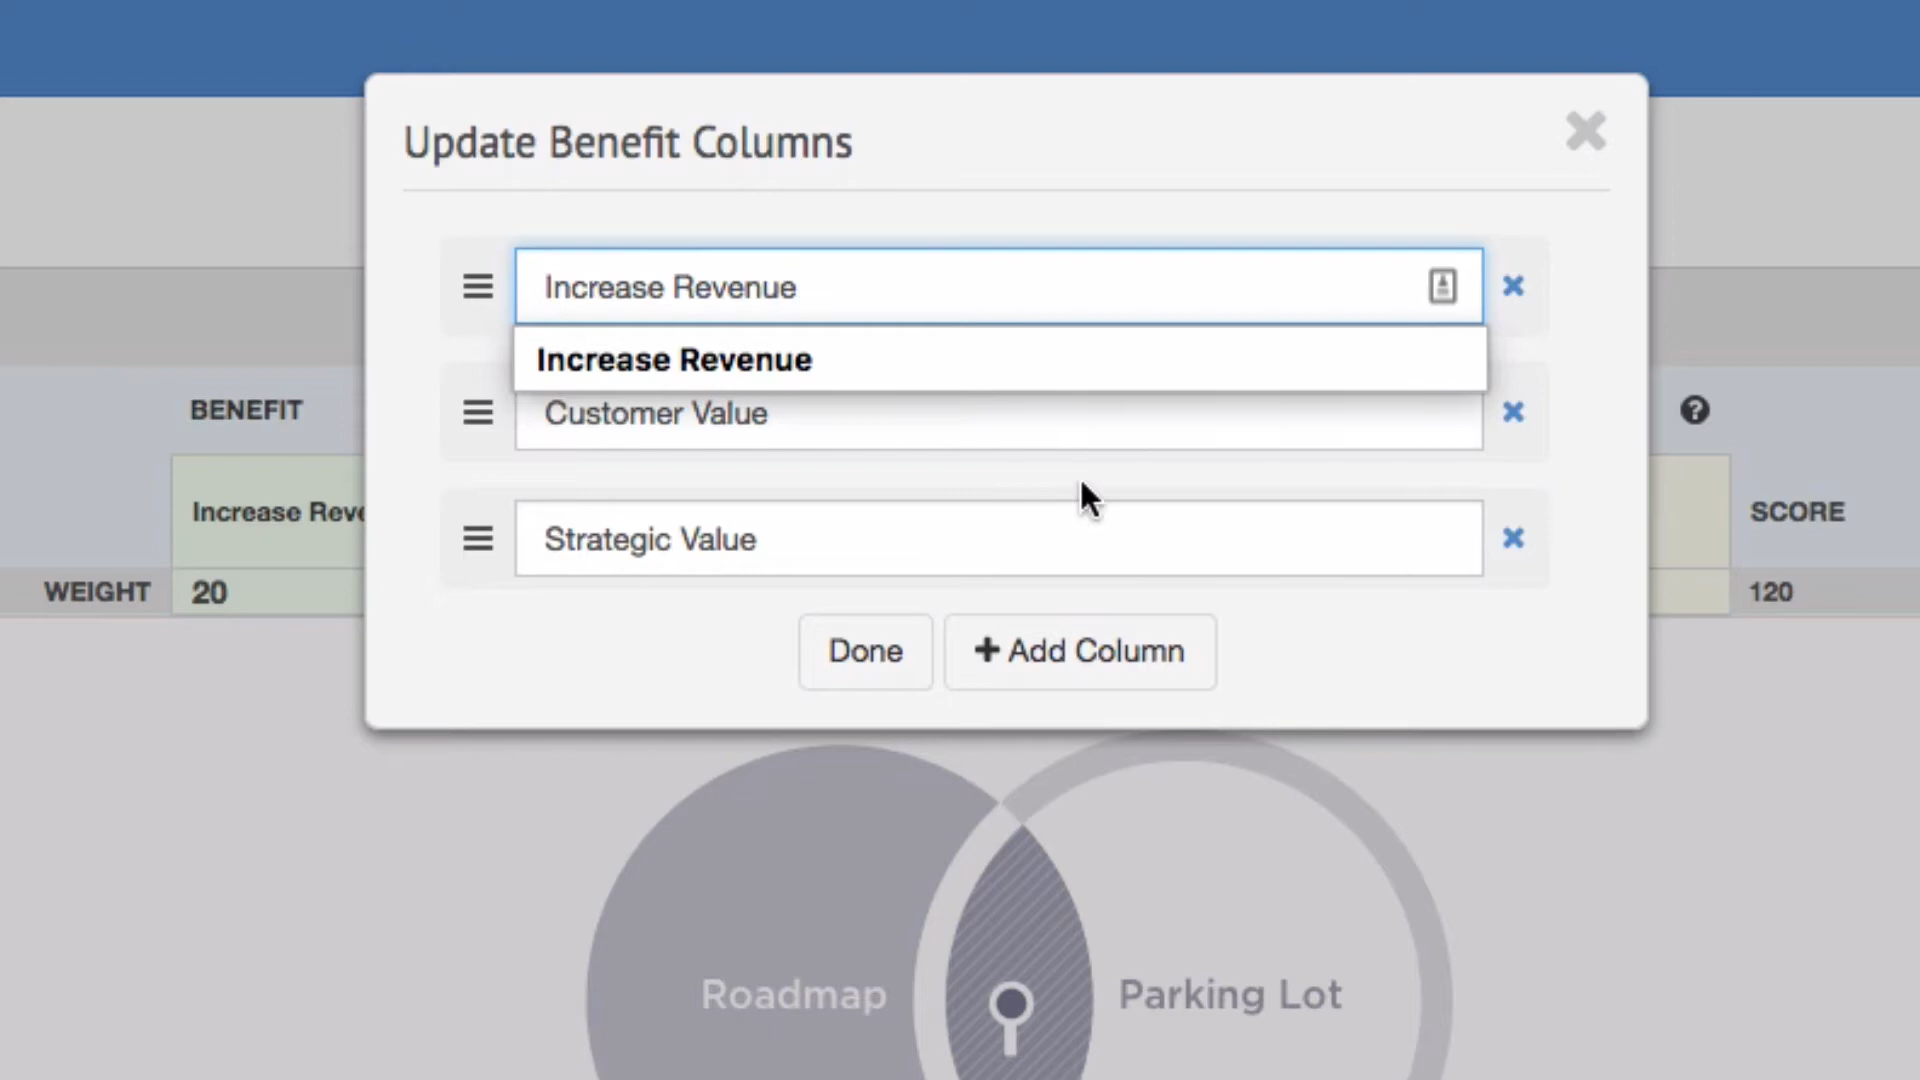 Update Benefit Columns
Increase Revenue
Increase Revenue
Customer Value
Strategic Value
Done
Add Column
BENEFIT
Increase Reve
SCORE
WEIGHT
20
120
Roadmap
Parking Lot